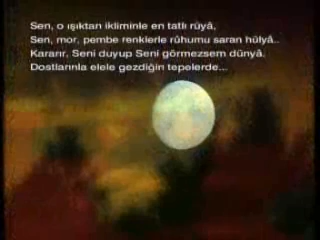 Sen, o ışıktan ikliminle en tatlı rüyâ,
Sen, mor, pembe renklerle rûhumu saran hülyâ..
Kararır, Seni duyup Seni görmezsem dünyâ.
Dostlarınla elele gezdiğin tepelerde...